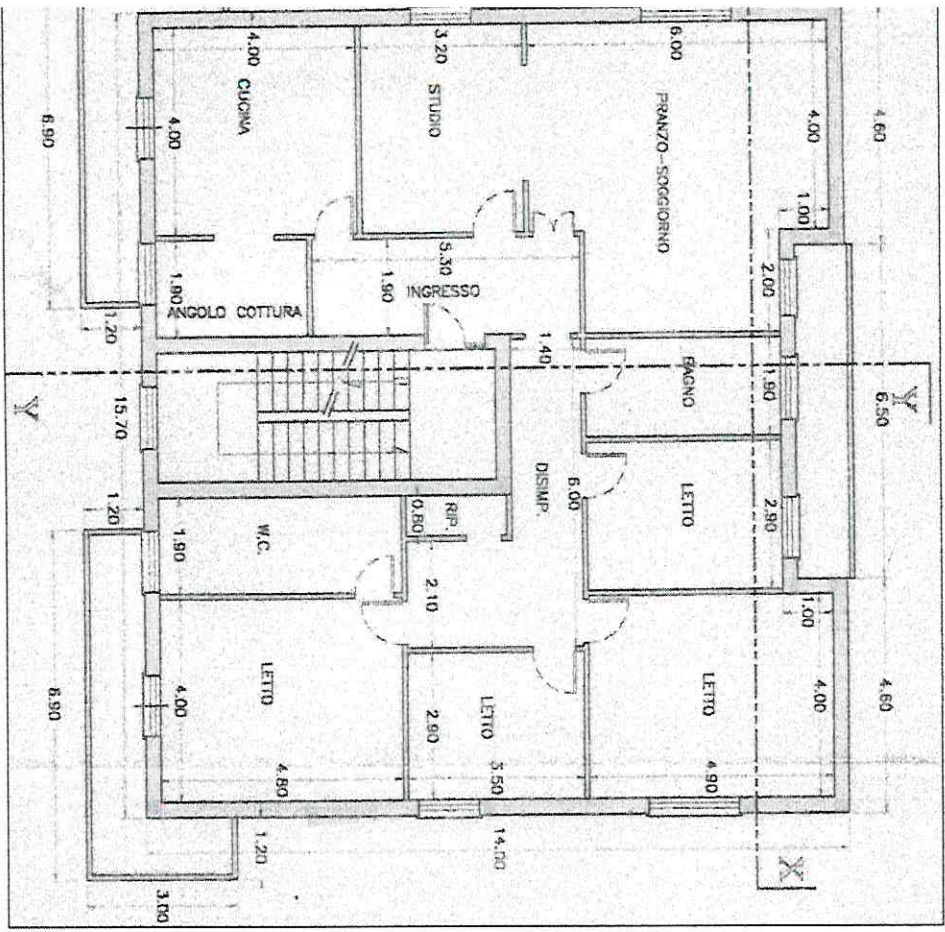 4.00
3.20
6.00
CUCINA
STUDIO
PRANZO-SOGGIORNO
6.90
4.00
4.00
4.60
1.00
5.30
2.00
1.90
1.90
INGRESSO
ANGOLO COTTURA
1.20
1.40
BAGNO
1.90
Y
15.70
6.50
Y
DISIMP.
6.00
LETTO
2.90
1.20
0.80
RIP.
1.90
W.C.
2.10
1.00
LETTO
LETTO
LETTO
4.00
4.00
4.60
6.90
2.90
4.80
3.50
4.90
1.20
14.00
X
3.00